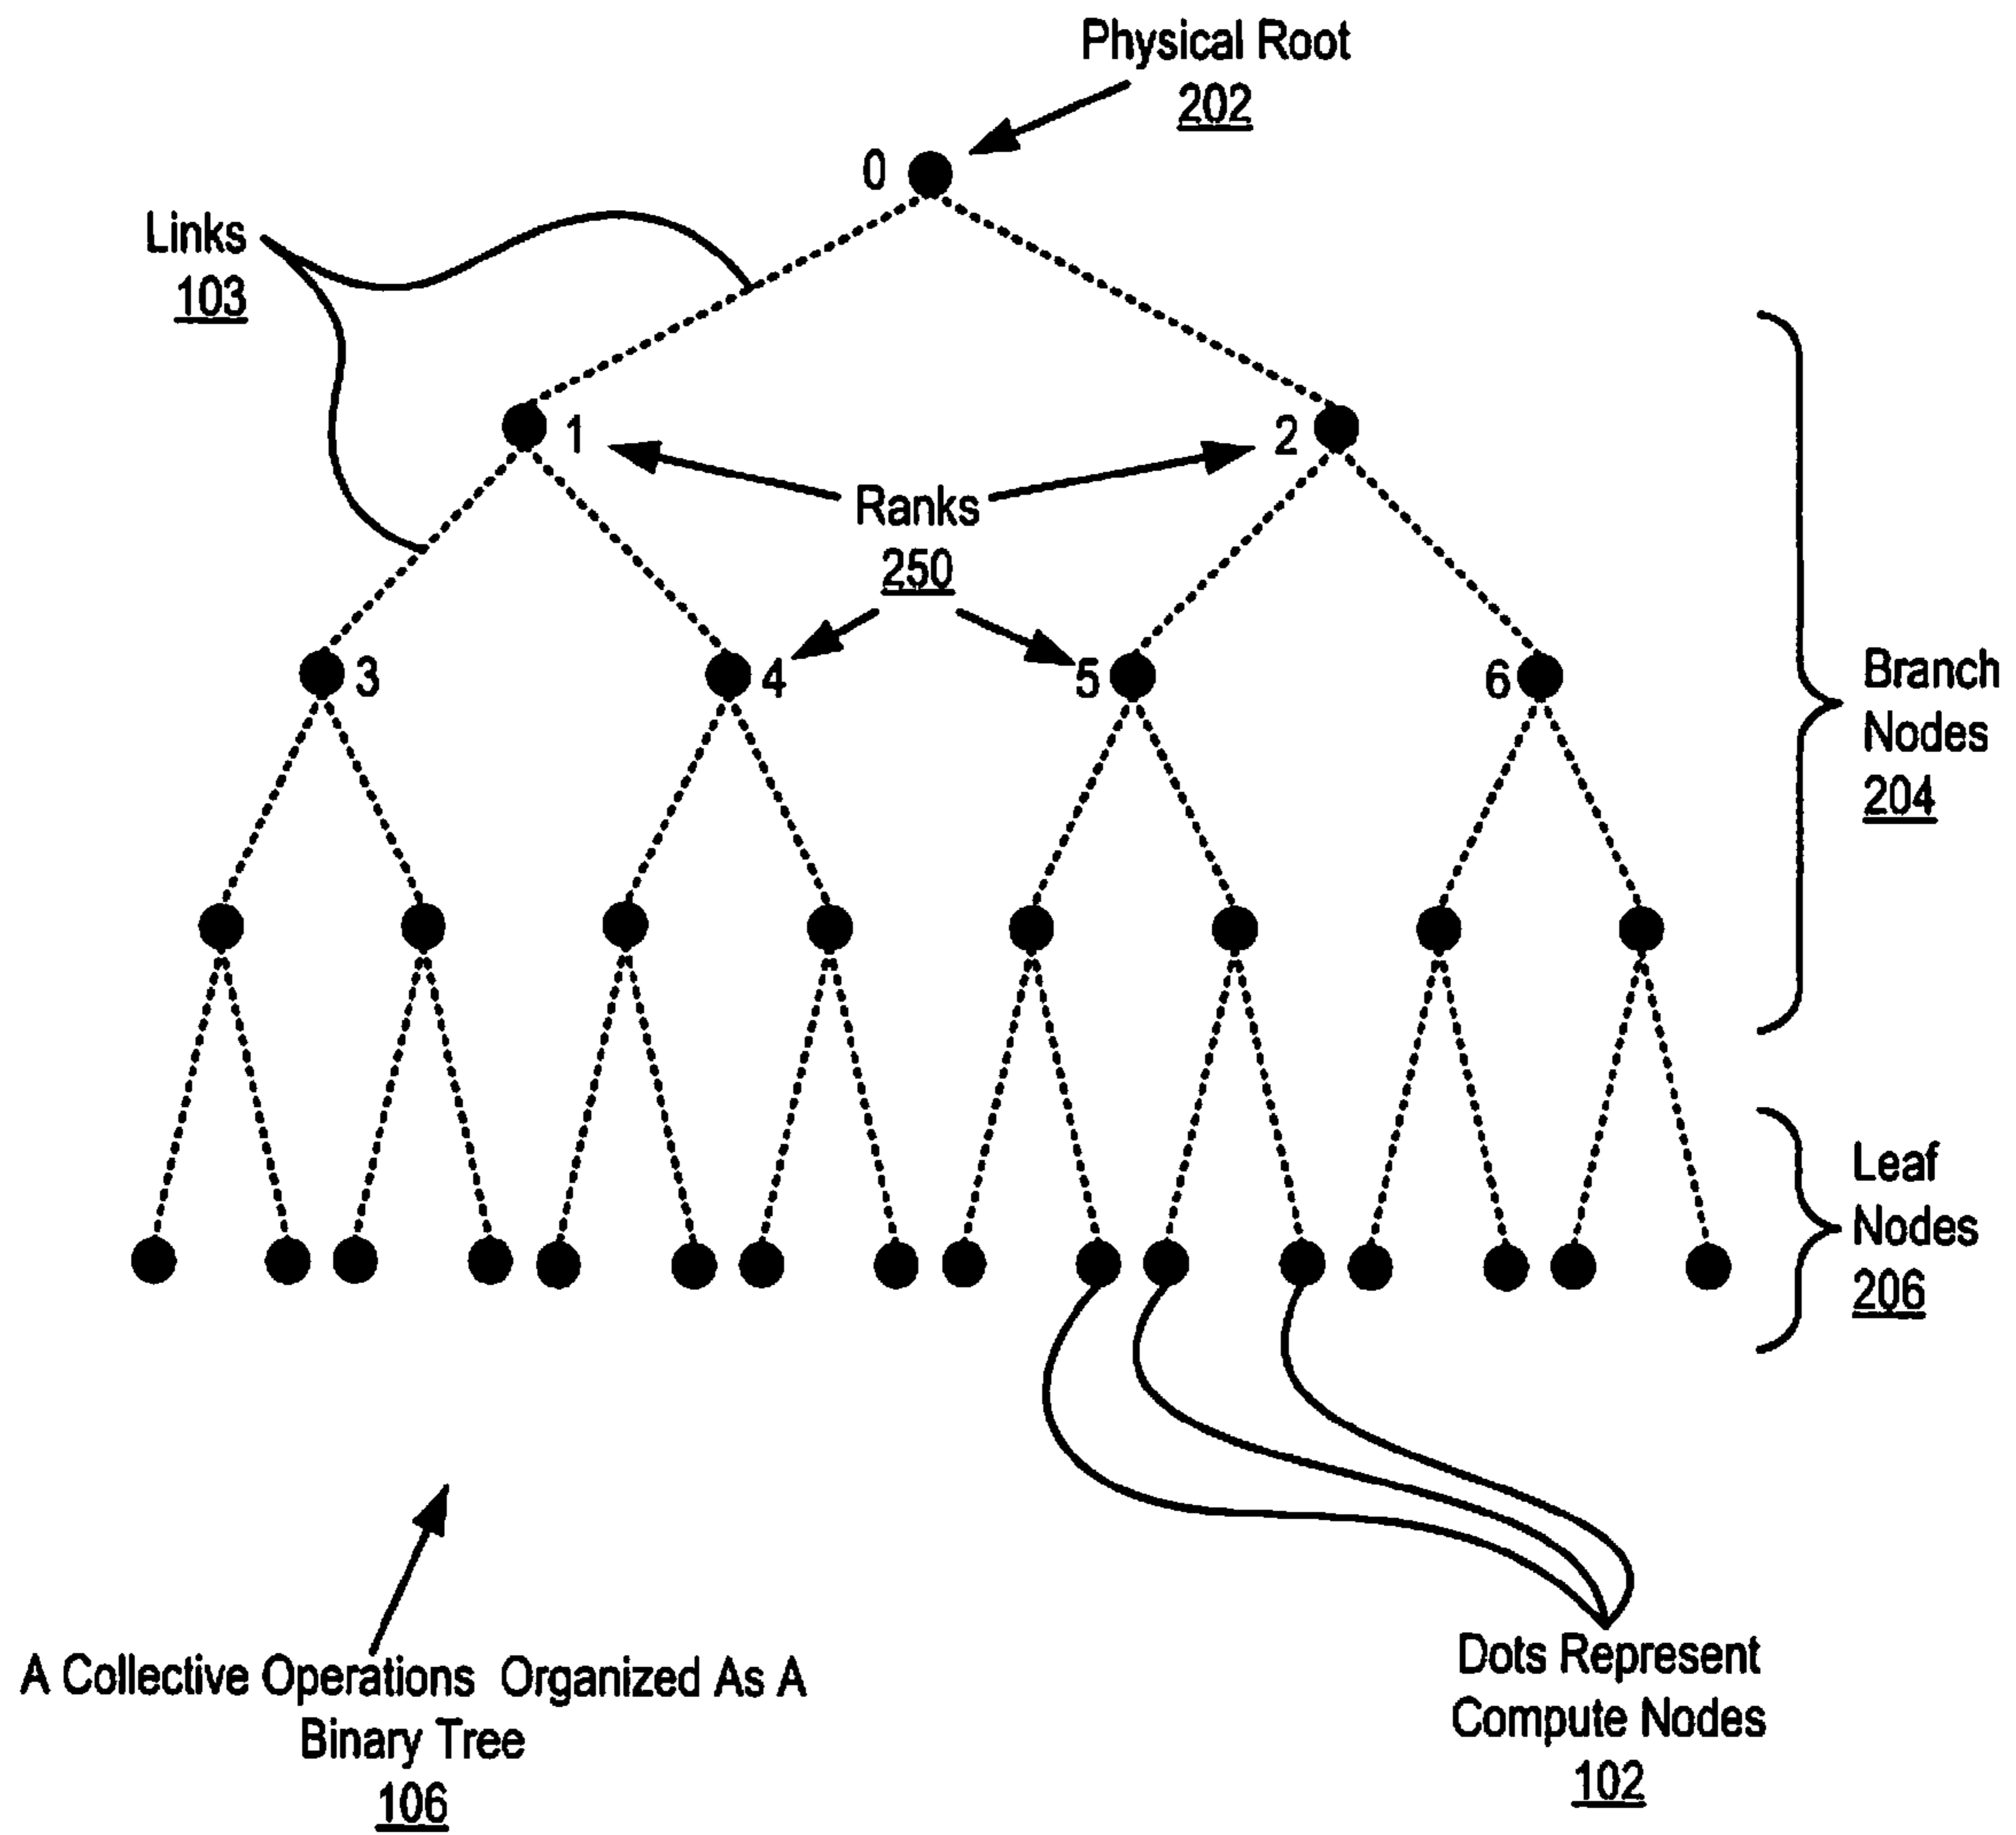 Physical Root
202
0
Links
103
1
2
Ranks
250
3
4
5
6
Branch
Nodes
204
Leaf
Nodes
206
A Collective Operations Organized As A
Binary Tree
106
Dots Represent
Compute Nodes
102